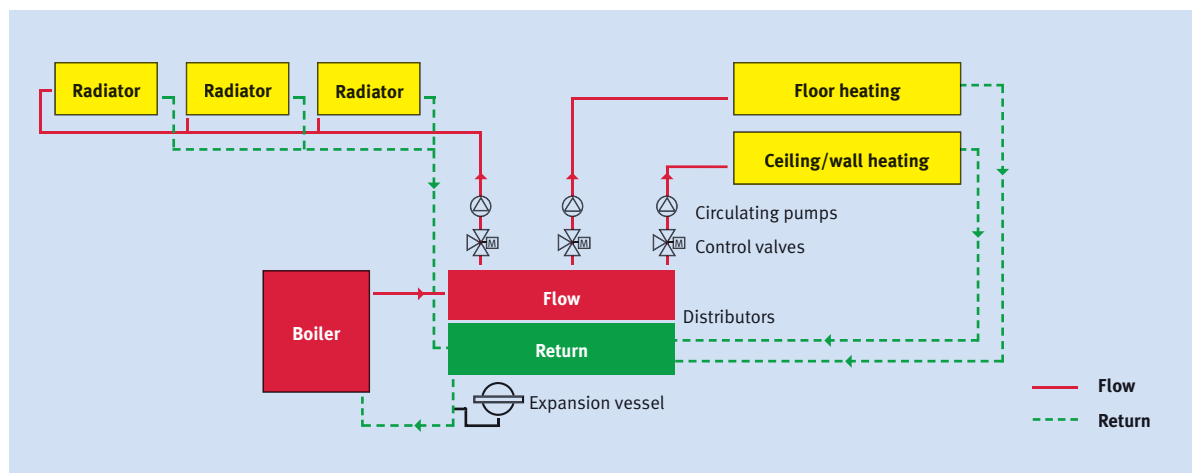 Radiator
Radiator
Radiator
Floor heating
Ceiling/wall heating
Circulating pumps
M
M
M
Control valves
Flow
Boiler
Distributors
Return
Expansion vessel
Flow
Return